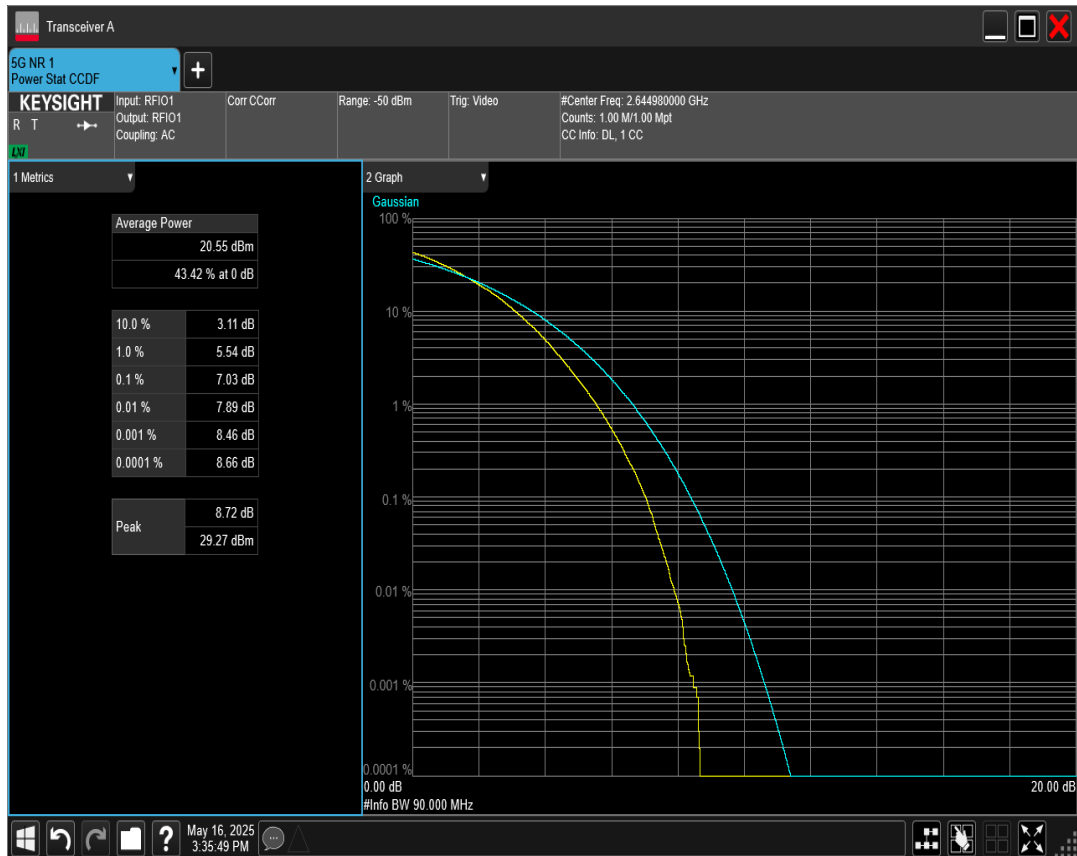 Transceiver A
5G NR 1
Power Stat CCDF
+
KEYSIGHT
R T
LXI
Input: RFIO1
Output: RFIO1
Coupling: AC
Corr CCorr
Range: -50 dBm
Trig: Video
#Center Freq: 2.644980000 GHz
Counts: 1.00 M/1.00 Mpt
CC Info: DL, 1 CC
1 Metrics
Average Power
20.55 dBm
43.42 % at 0 dB
10.0 % 3.11 dB
1.0 % 5.54 dB
0.1 % 7.03 dB
0.01 % 7.89 dB
0.001 % 8.46 dB
0.0001 % 8.66 dB
Peak
8.72 dB
29.27 dBm
2 Graph
Gaussian
100 %
10 %
1 %
0.1 %
0.01 %
0.001 %
0.0001 %
0.00 dB 20.00 dB
#Info BW 90.000 MHz
?
May 16, 2025
3:35:49 PM